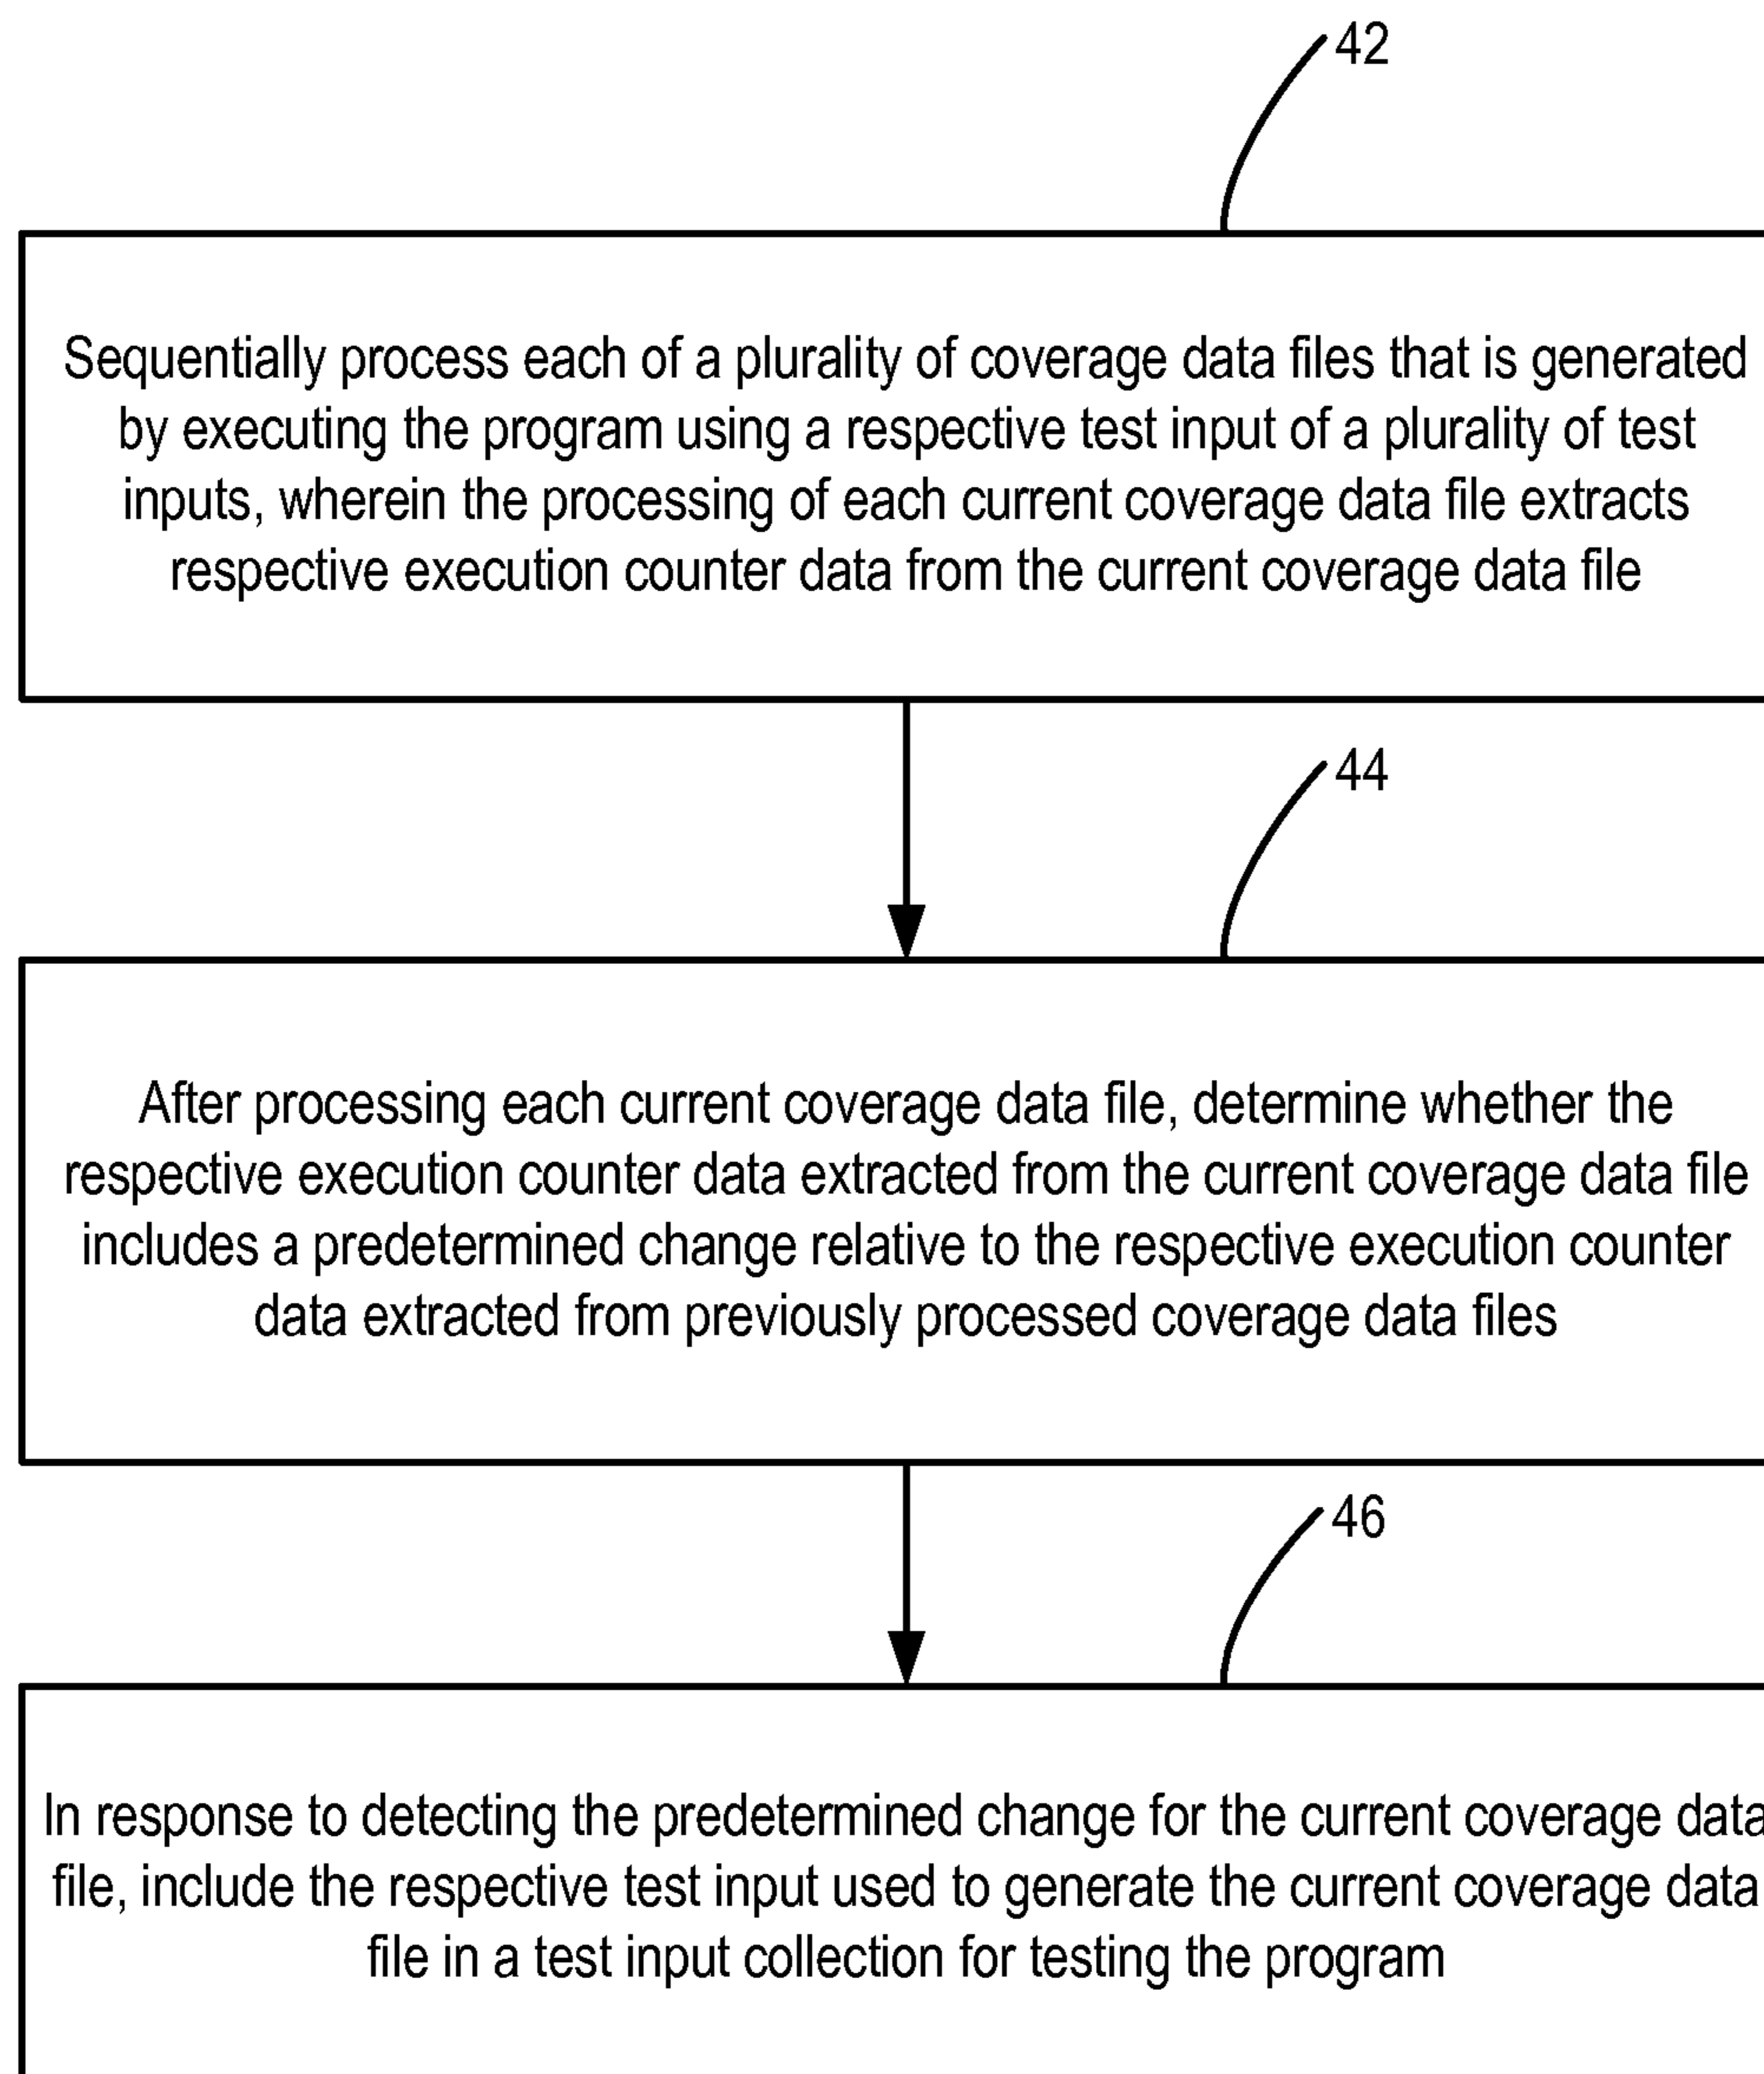 42
Sequentially process each of a plurality of coverage data files that is generated
by executing the program using a respective test input of a plurality of test
inputs, wherein the processing of each current coverage data file extracts
respective execution counter data from the current coverage data file
44
After processing each current coverage data file, determine whether the
respective execution counter data extracted from the current coverage data file
includes a predetermined change relative to the respective execution counter
data extracted from previously processed coverage data files
46
In response to detecting the predetermined change for the current coverage data
file, include the respective test input used to generate the current coverage data
file in a test input collection for testing the program